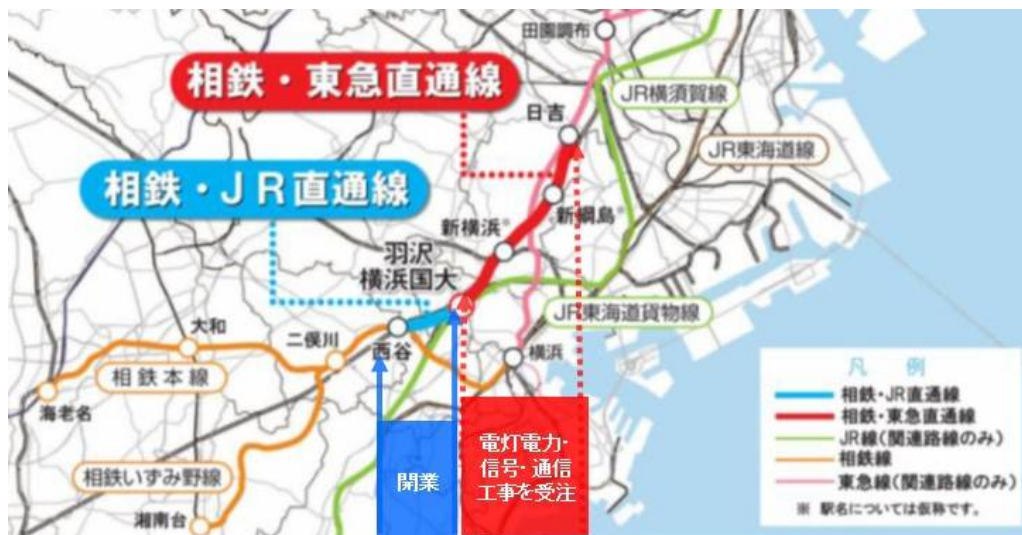 田園調布
相鉄・東急直通線
JR横須賀線
日吉
JR東海道線
相鉄・JR直通線
新綱島※
新横浜※
羽沢
横浜国大
JR東海道貨物線
大和
二俣川
西谷
横浜
相鉄本線
海老名
相鉄いずみ野線
湘南台
開業
電灯電力・
信号・通信
工事を受注
凡 例
相鉄・JR直通線
相鉄・東急直通線
JR線(関連路線のみ)
相鉄線
東急線(関連路線のみ)
※ 駅名については仮称です。